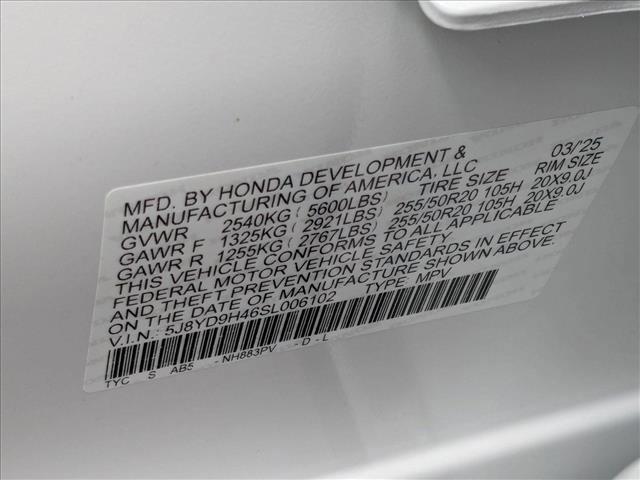 MFD. BY HONDA DEVELOPMENT & 03/'25
MANUFACTURING OF AMERICA, LLC
GVWR 2540KG ( 5600LBS) TIRE SIZE RIM SIZE
GAWR F 1325KG ( 2921LBS) 255/50R20 105H 20X9.0J
GAWR R 1255KG ( 2767LBS) 255/50R20 105H 20X9.0J
THIS VEHICLE CONFORMS TO ALL APPLICABLE
FEDERAL MOTOR VEHICLE SAFETY
AND THEFT PREVENTION STANDARDS IN EFFECT
ON THE DATE OF MANUFACTURE SHOWN ABOVE.
V.I.N.: 5J8YD9H46SL006102 TYPE: MPV
TYC S AB5 - NH883PV - D - L